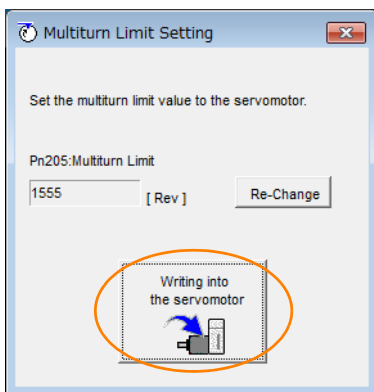 Multiturn Limit Setting
Set the multiturn limit value to the servomotor.
Pn205:Multiturn Limit
1555 [ Rev ] Re-Change
Writing into
the servomotor